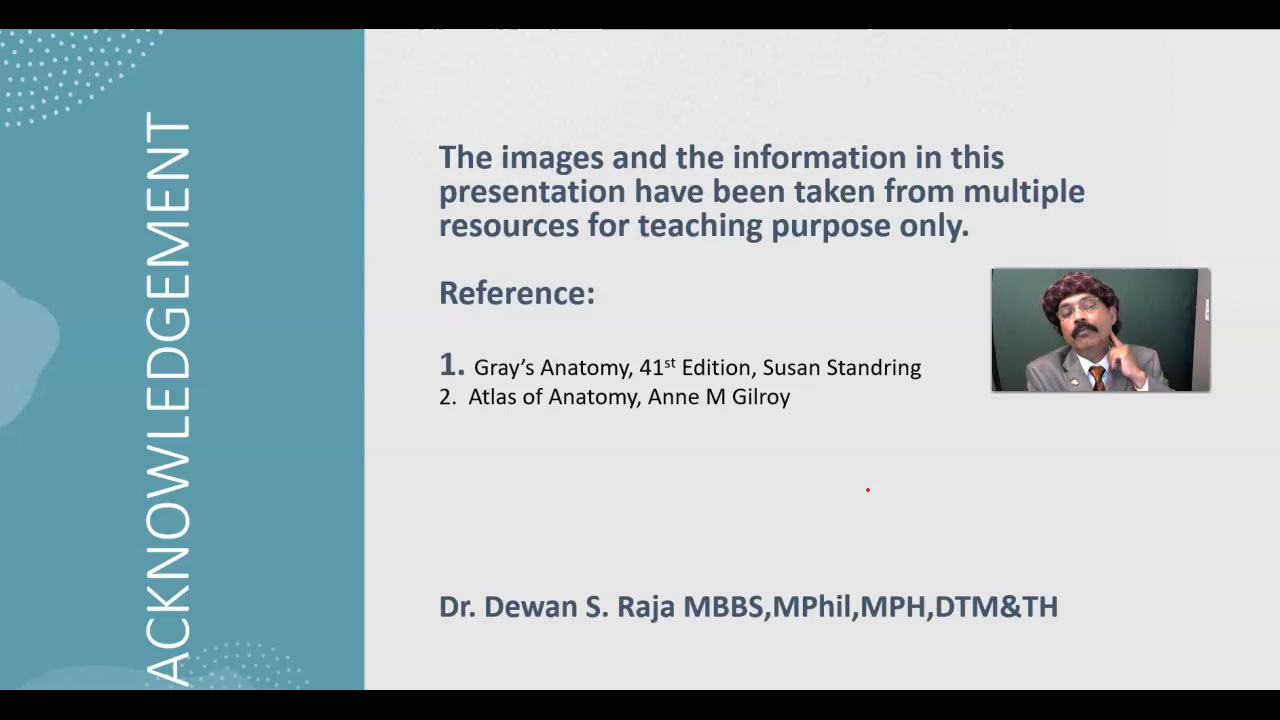 ACKNOWLEDGEMENT
The images and the information in this
presentation have been taken from multiple
resources for teaching purpose only.
Reference:
1. Gray’s Anatomy, 41st Edition, Susan Standring
2. Atlas of Anatomy, Anne M Gilroy
Dr. Dewan S. Raja MBBS,MPhil,MPH,DTM&TH